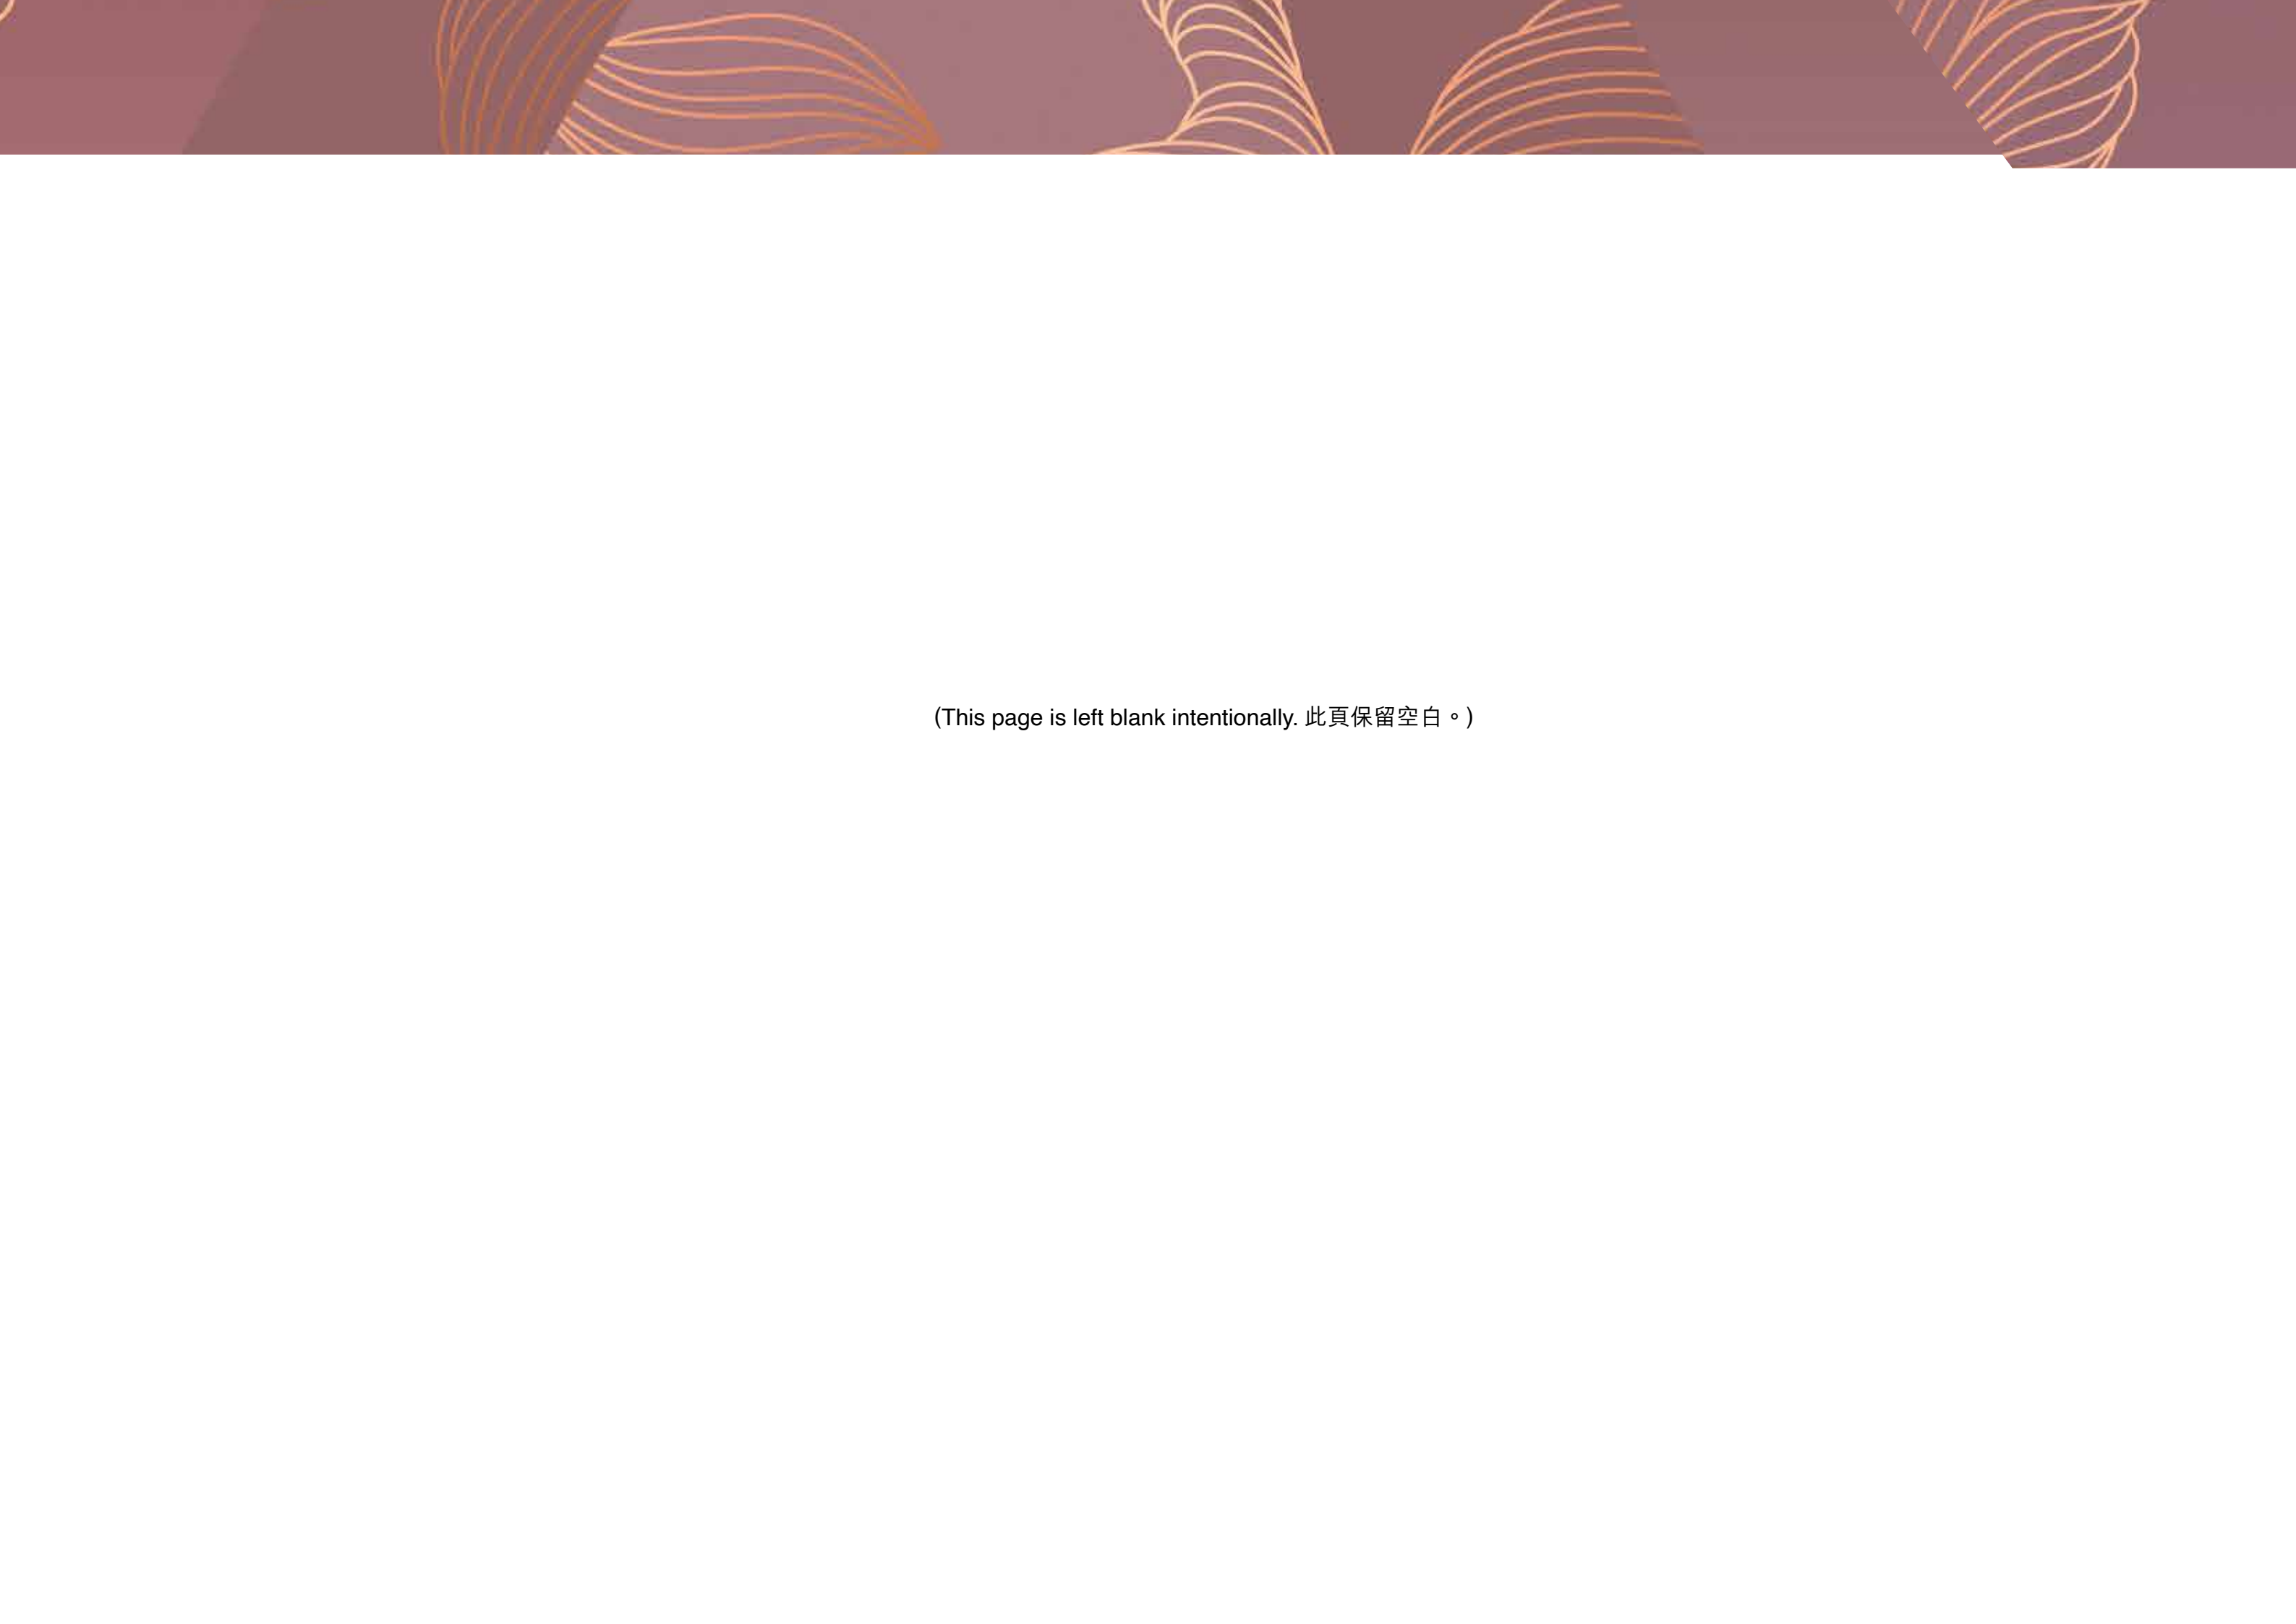 (This page is left blank intentionally. 此頁保留空白。)